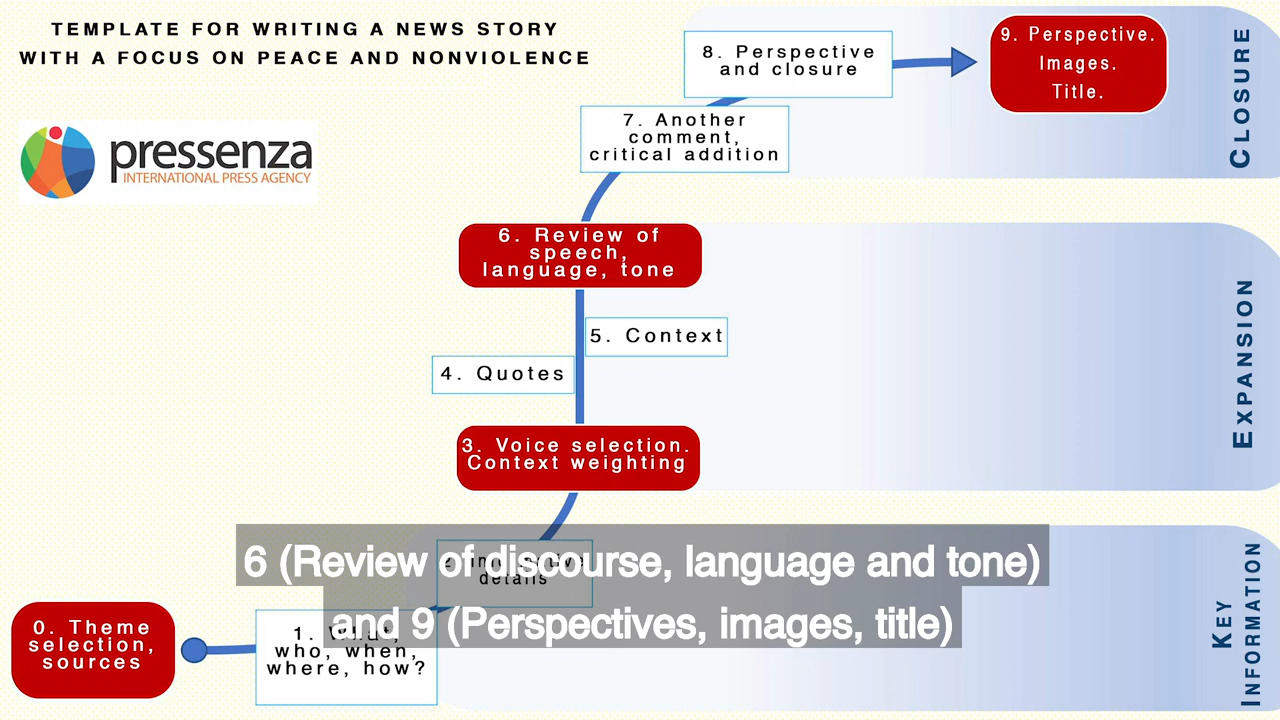 TEMPLATE FOR WRITING A NEWS STORY
WITH A FOCUS ON PEACE AND NONVIOLENCE
pressenza
INTERNATIONAL PRESS AGENCY
8. Perspective
and closure
9. Perspective.
Images.
Title.
CLOSURE
7. Another
comment,
critical addition
6. Review of
speech,
language, tone
5. Context
4. Quotes
EXPANSION
3. Voice selection.
Context weighting
details
6 (Review of discourse, language and tone)
and 9 (Perspectives, images, title)
0. Theme
selection,
sources
1. What,
who, when,
where, how?
KEY
INFORMATION